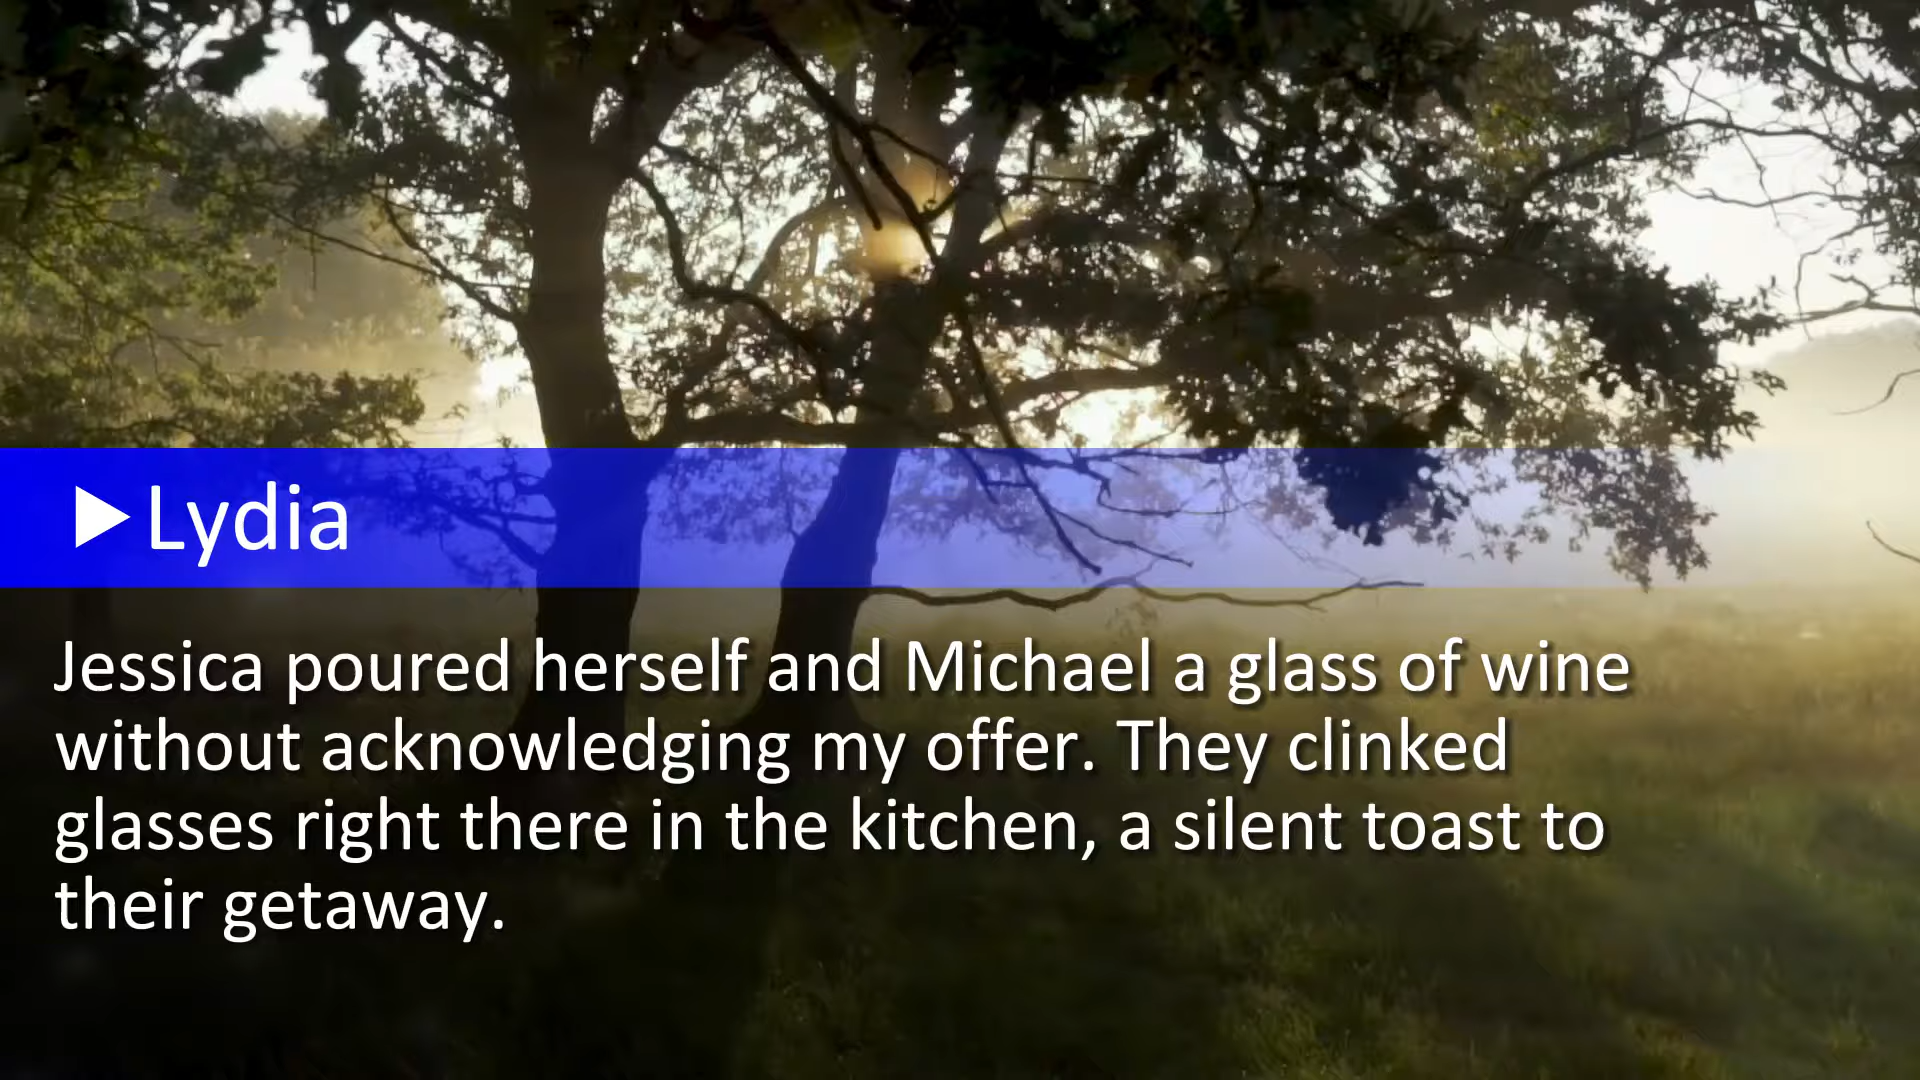 Lydia
Jessica poured herself and Michael a glass of wine
without acknowledging my offer. They clinked
glasses right there in the kitchen, a silent toast to
their getaway.